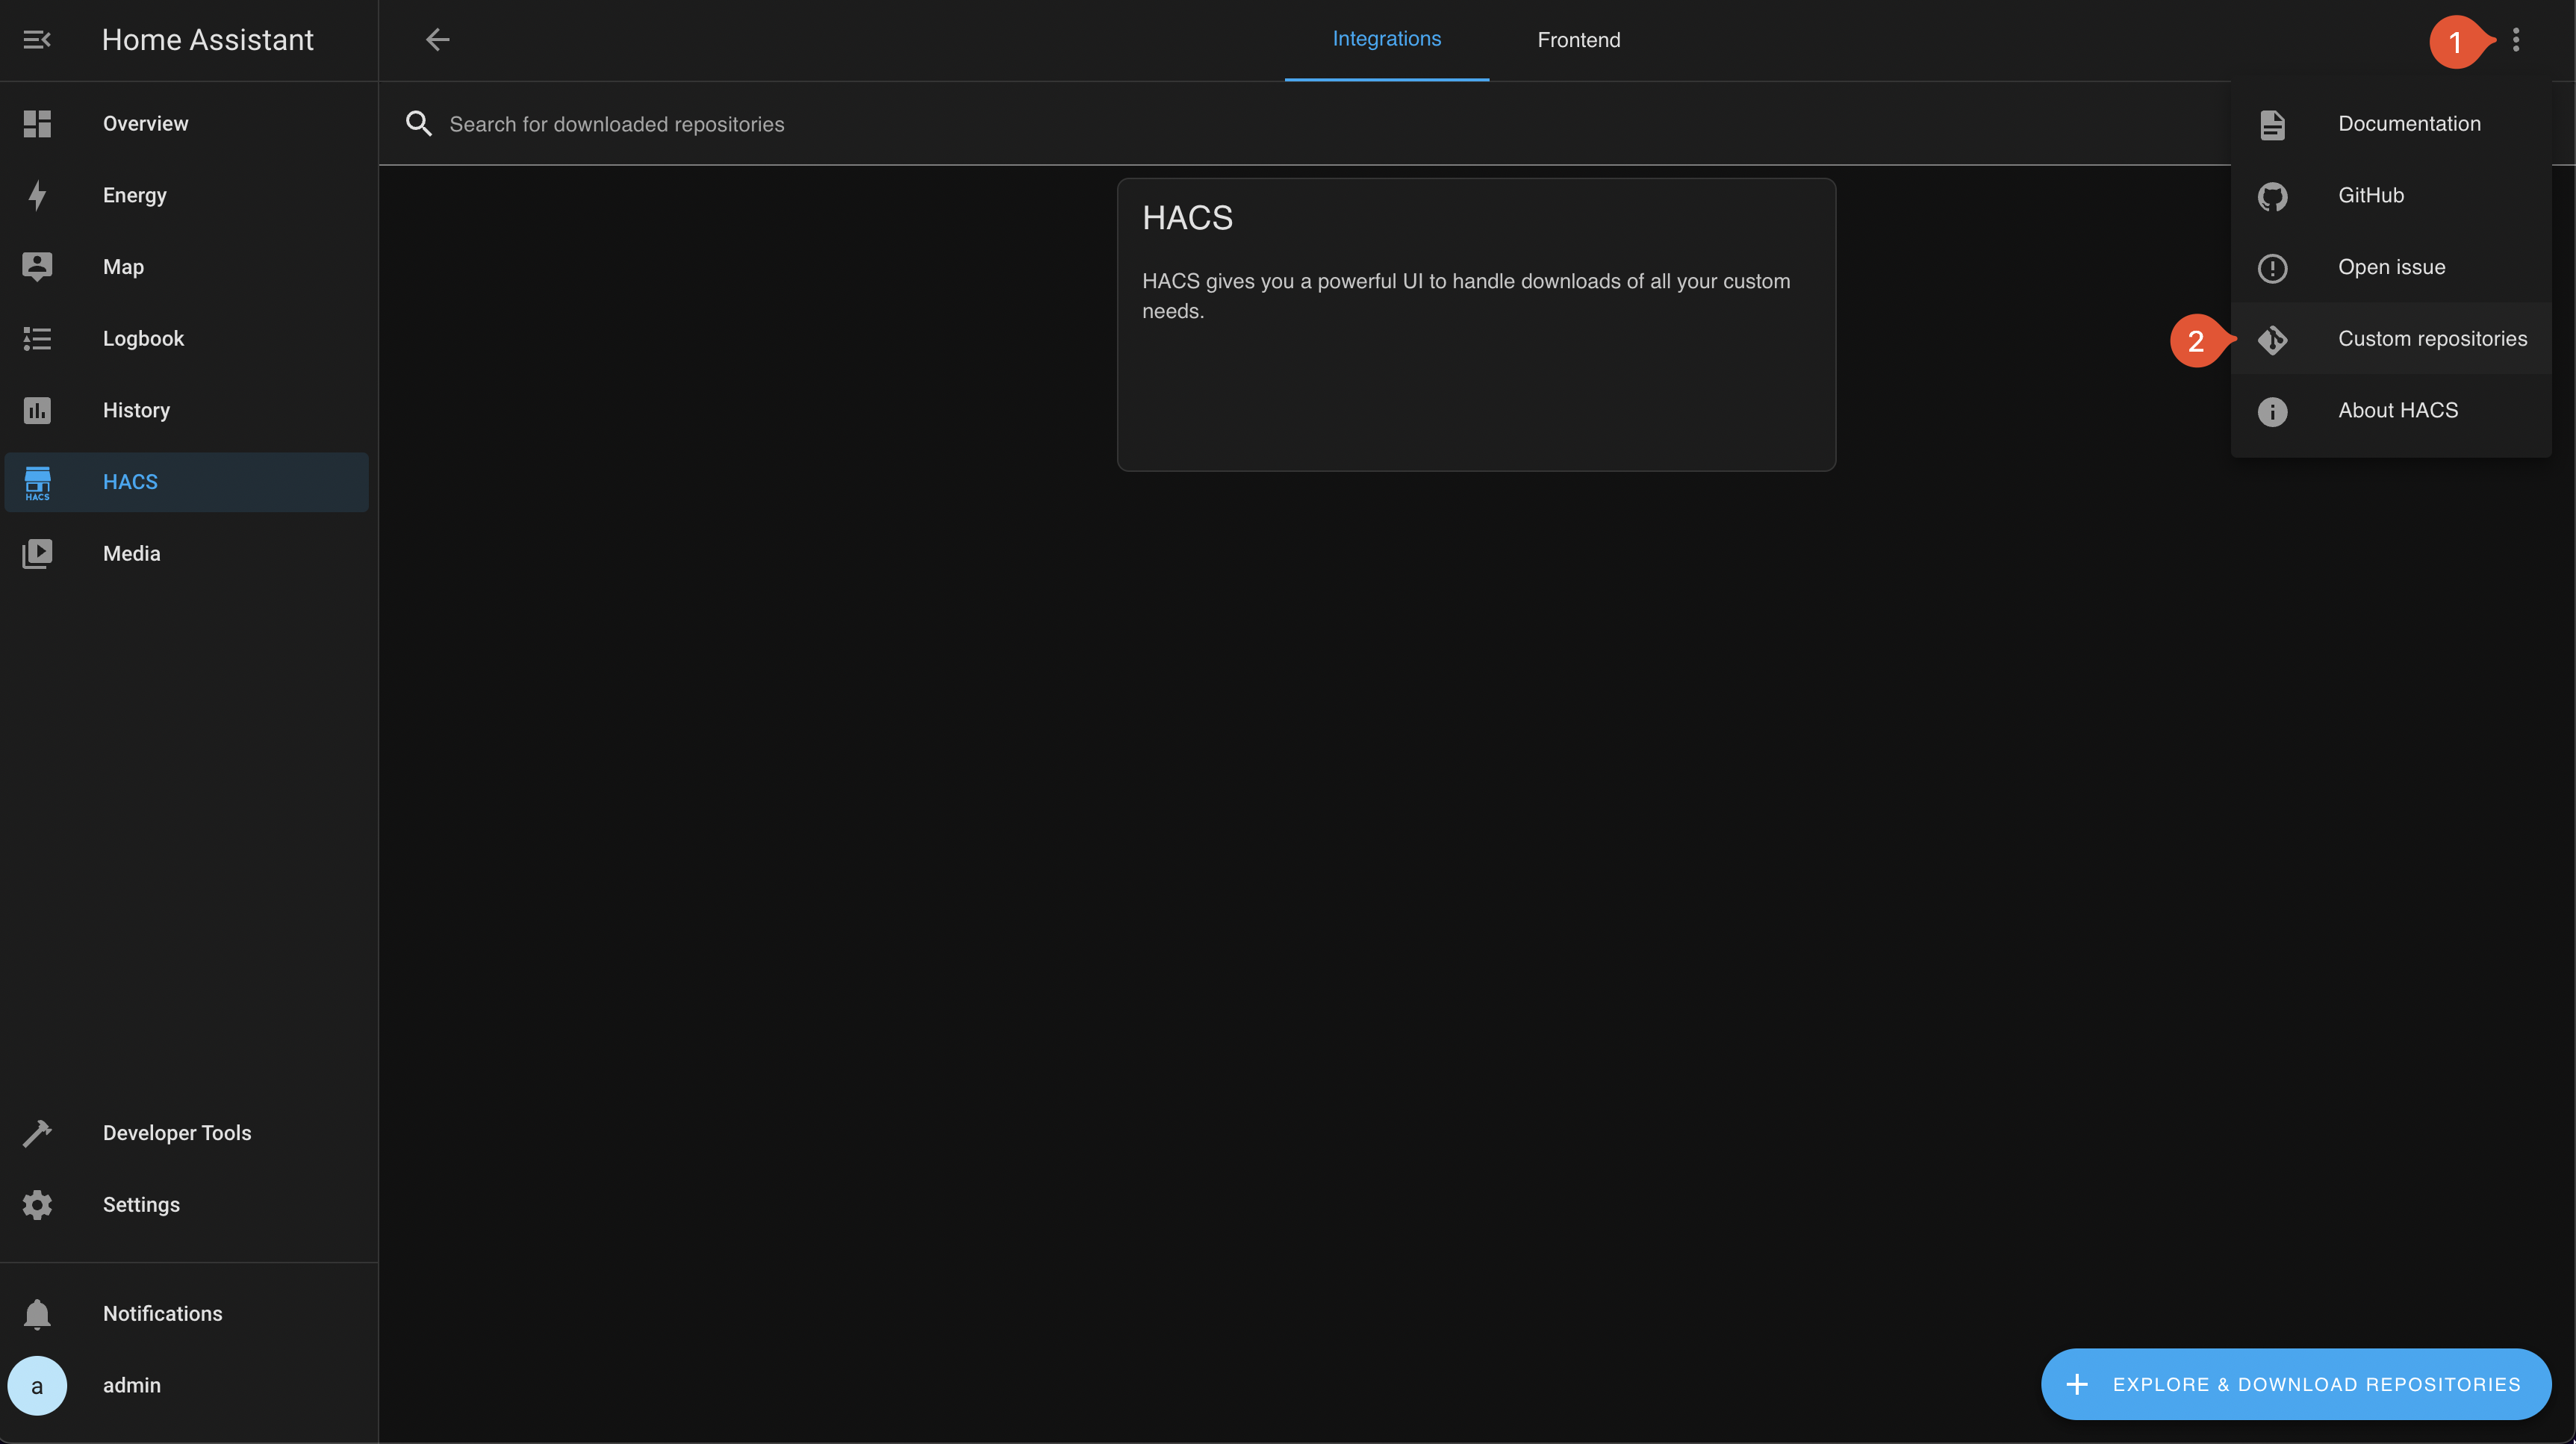 Home Assistant
Integrations
Frontend
1
Overview
Search for downloaded repositories
Documentation
Energy
HACS
GitHub
Map
HACS gives you a powerful UI to handle downloads of all your custom
needs.
Open issue
Logbook
2
Custom repositories
History
About HACS
HACS
HACS
Media
Developer Tools
Settings
Notifications
a
admin
EXPLORE & DOWNLOAD REPOSITORIES